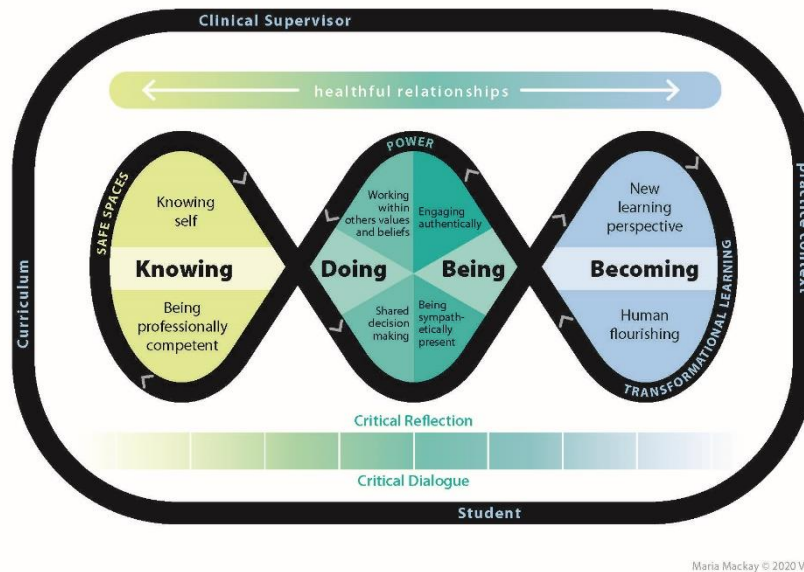 Clinical Supervisor
healthful relationships
POWER
SAFE SPACES
Knowing
self
Knowing
Being
professionally
competent
Working
within
others values
and beliefs
Engaging
authentically
Doing
Being
Shared
decision
making
Being
sympath-
etically
present
New
learning
perspective
Becoming
Human
flourishing
TRANSFORMATIONAL LEARNING
Curriculum
practice context
Critical Reflection
Critical Dialogue
Student
Maria Mackay © 2020 V